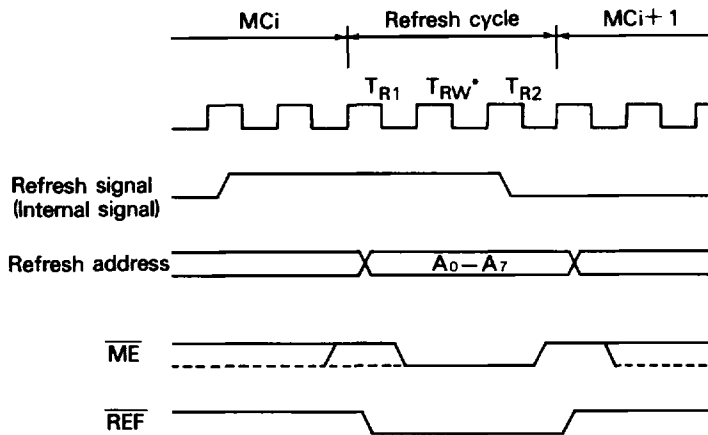 MCi Refresh cycle MCi+1
TR1 TRW* TR2
Refresh signal
(Internal signal)
Refresh address A0–A7
ME
REF